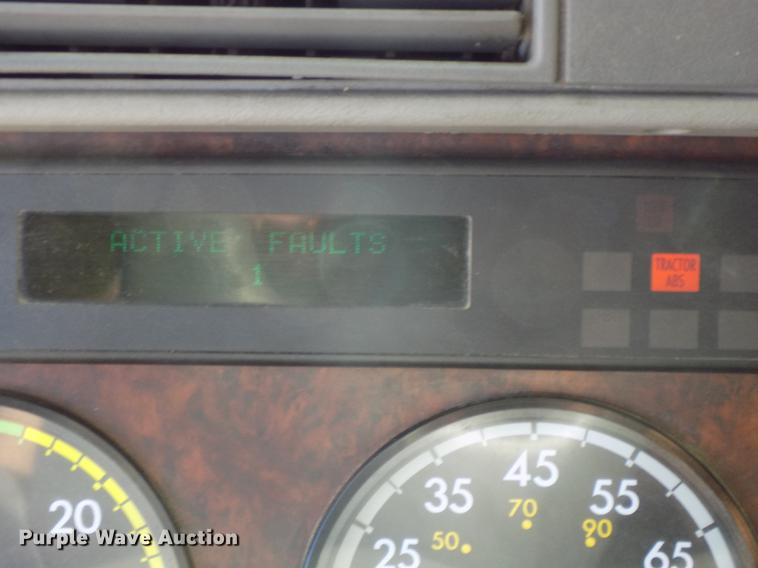 ACTIVE FAULTS
1
TRACTOR
ABS
20
25
35
45
55
65
50
70
90
Purple Wave Auction